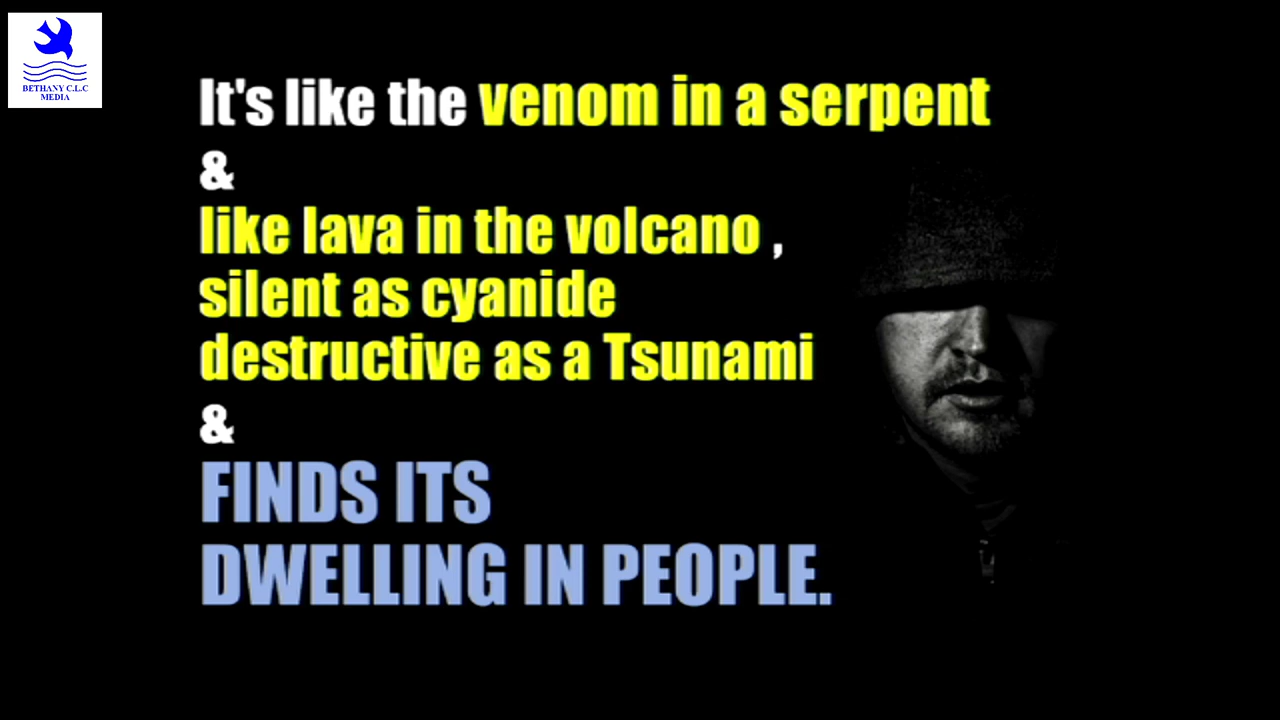 BETHANY C.L.C
MEDIA
It's like the venom in a serpent
&
like lava in the volcano ,
silent as cyanide
destructive as a Tsunami
&
FINDS ITS
DWELLING IN PEOPLE.